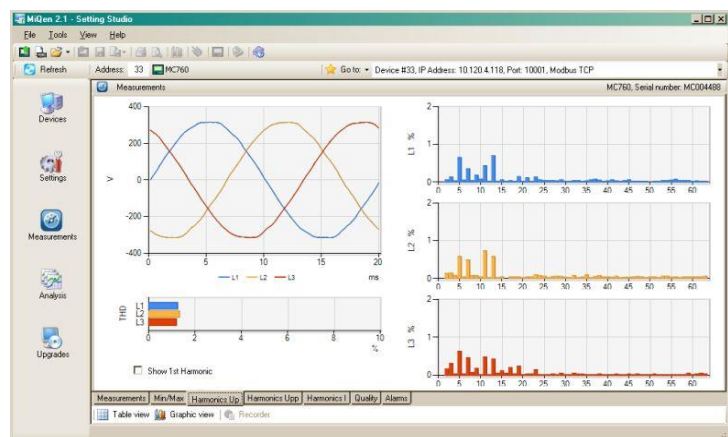 MiQen 2.1 - Setting Studio
File Tools View Help
Refresh Address: 33 MC760 Go to: Device #33, IP Address: 10.120.4.118, Port: 10001, Modbus TCP
Measurements MC760, Serial number: MC004488
Devices
Settings
Measurements
Analysis
Upgrades
400
200
V 0
-200
-400
0 5 10 15 20
L1 L2 L3 ms
THD
L1
L2
L3
0 2 4 6 8 10
%
Show 1st Harmonic
2
L1 % 1
0
0 5 10 15 20 25 30 35 40 45 50 55 60
2
L2 % 1
0
0 5 10 15 20 25 30 35 40 45 50 55 60
2
L3 % 1
0
0 5 10 15 20 25 30 35 40 45 50 55 60
Measurements Min/Max Harmonics Up Harmonics Upp Harmonics I Quality Alarms
Table view Graphic view Recorder